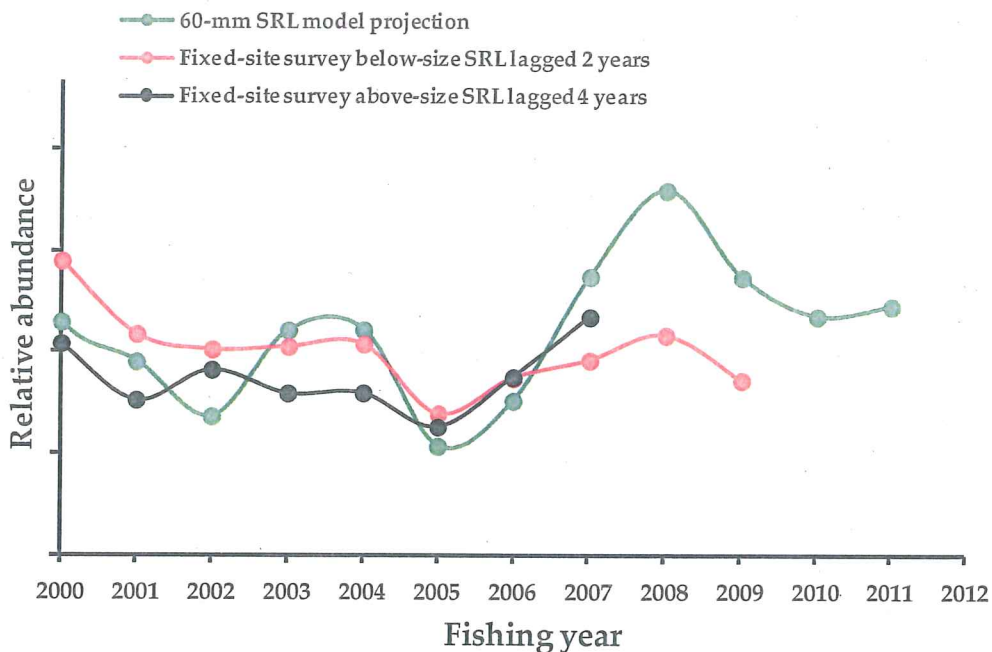 60-mm SRL model projection
Fixed-site survey below-size SRL lagged 2 years
Fixed-site survey above-size SRL lagged 4 years
Relative abundance
2000 2001 2002 2003 2004 2005 2006 2007 2008 2009 2010 2011 2012
Fishing year